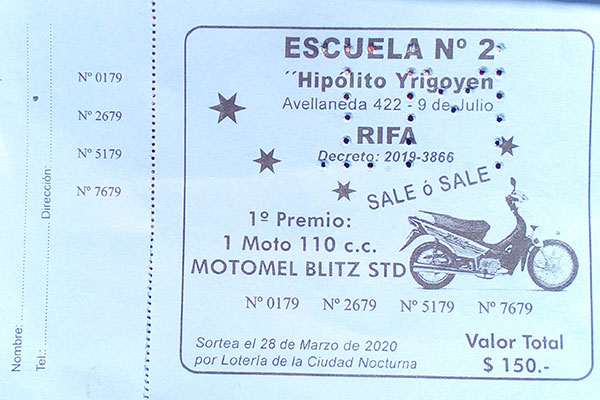 Nombre:
Tel.:
Dirección:
Nº 0179
Nº 2679
Nº 5179
Nº 7679
ESCUELA Nº 2
´´Hipólito Yrigoyen
Avellaneda 422 - 9 de Julio
RIFA
Decreto: 2019-3866
SALE ó SALE
1º Premio:
1 Moto 110 c.c.
MOTOMEL BLITZ STD
Nº 0179 Nº 2679 Nº 5179 Nº 7679
Sortea el 28 de Marzo de 2020
por Lotería de la Ciudad Nocturna
Valor Total
$ 150.-